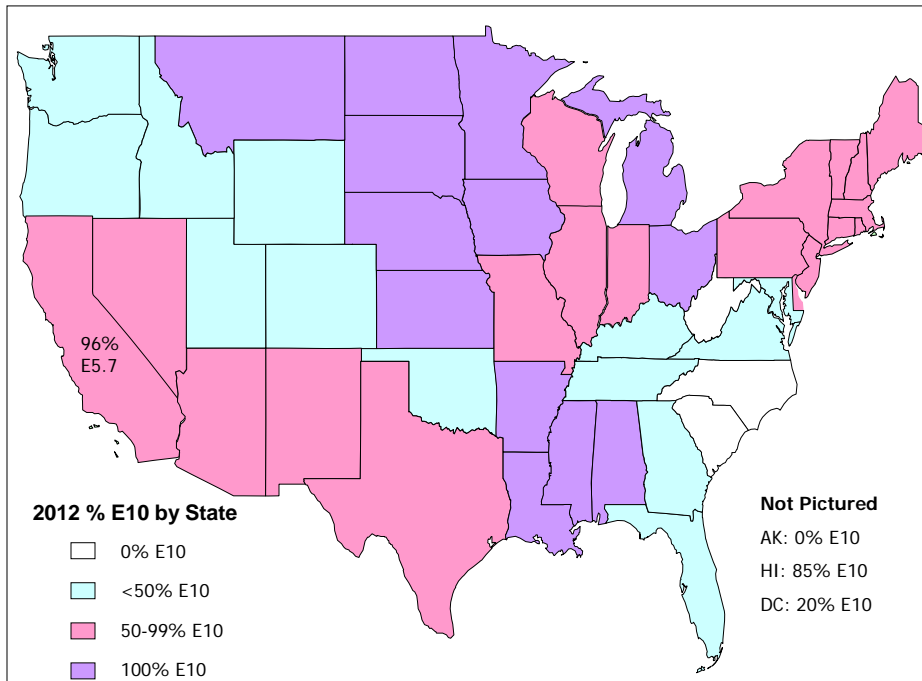 96%
E5.7
2012 % E10 by State
0% E10
<50% E10
50-99% E10
100% E10
Not Pictured
AK: 0% E10
HI: 85% E10
DC: 20% E10